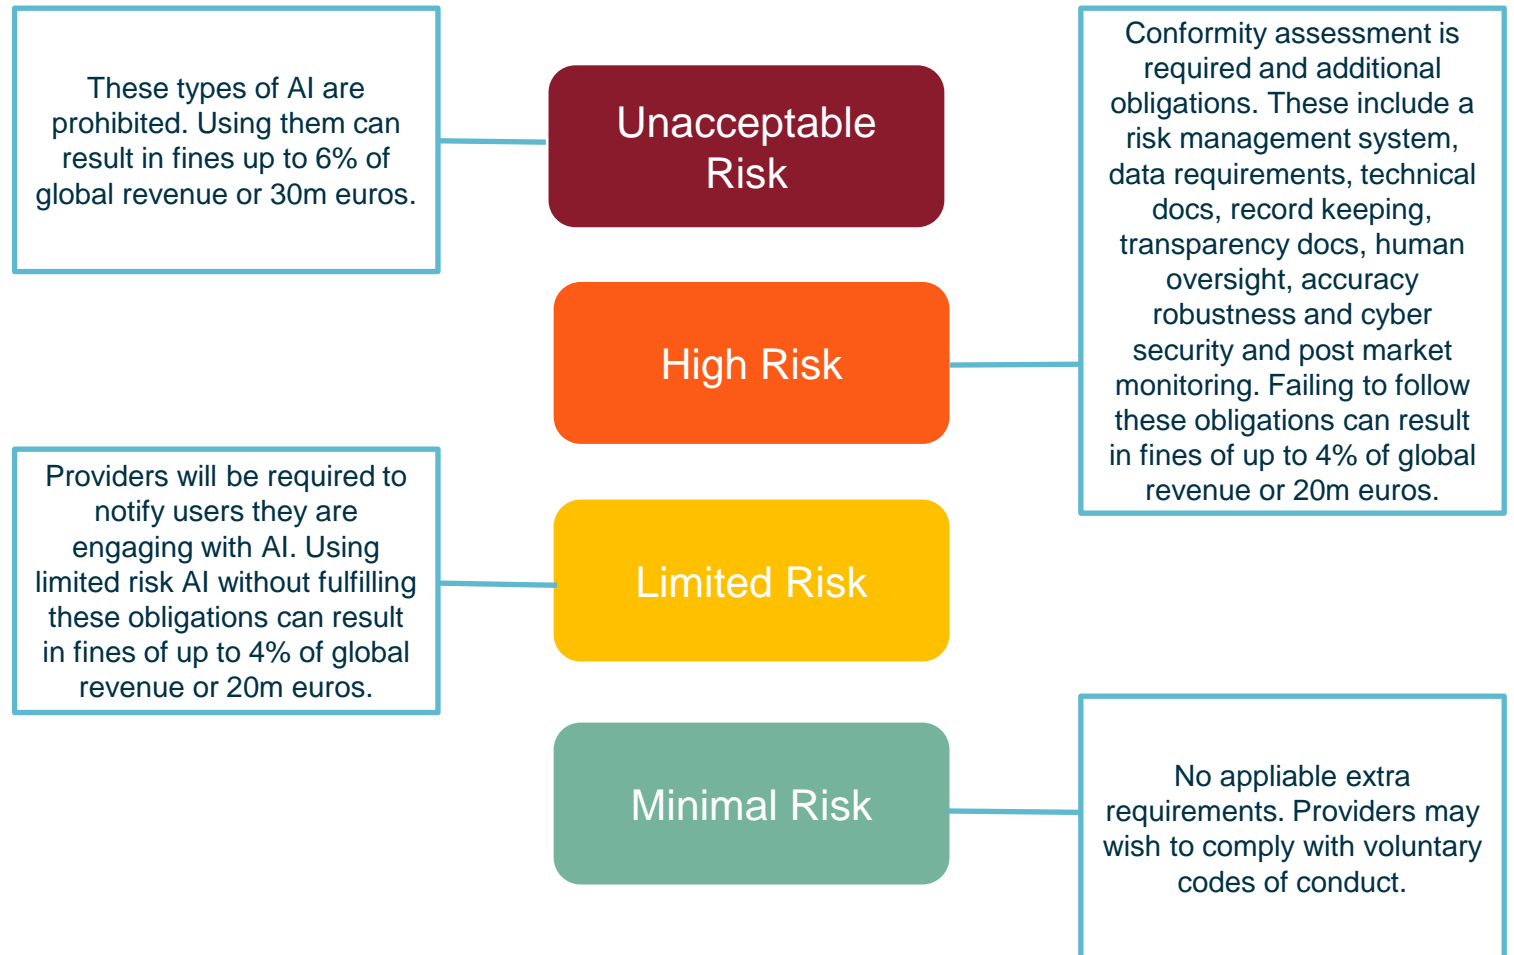 These types of AI are
prohibited. Using them can
result in fines up to 6% of
global revenue or 30m euros.
Unacceptable
Risk
Conformity assessment is
required and additional
obligations. These include a
risk management system,
data requirements, technical
docs, record keeping,
transparency docs, human
oversight, accuracy
robustness and cyber
security and post market
monitoring. Failing to follow
these obligations can result
in fines of up to 4% of global
revenue or 20m euros.
High Risk
Providers will be required to
notify users they are
engaging with AI. Using
limited risk AI without fulfilling
these obligations can result
in fines of up to 4% of global
revenue or 20m euros.
Limited Risk
Minimal Risk
No appliable extra
requirements. Providers may
wish to comply with voluntary
codes of conduct.